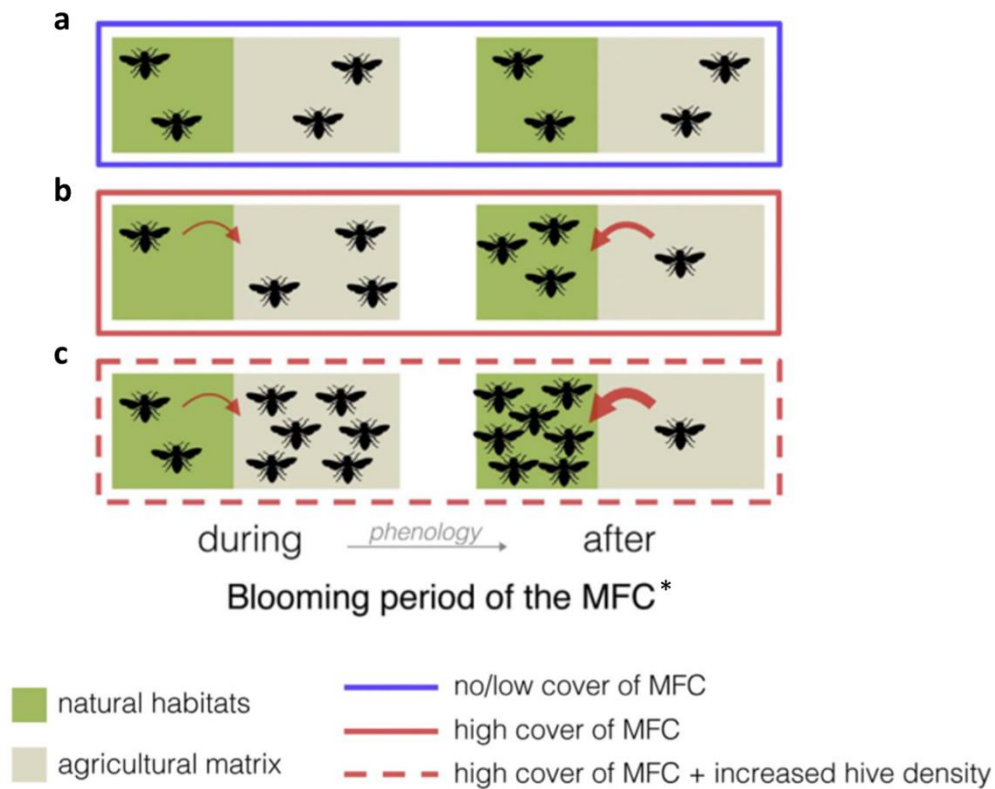 a
b
c
during
phenology
after
Blooming period of the MFC*
natural habitats
agricultural matrix
no/low cover of MFC
high cover of MFC
high cover of MFC + increased hive density